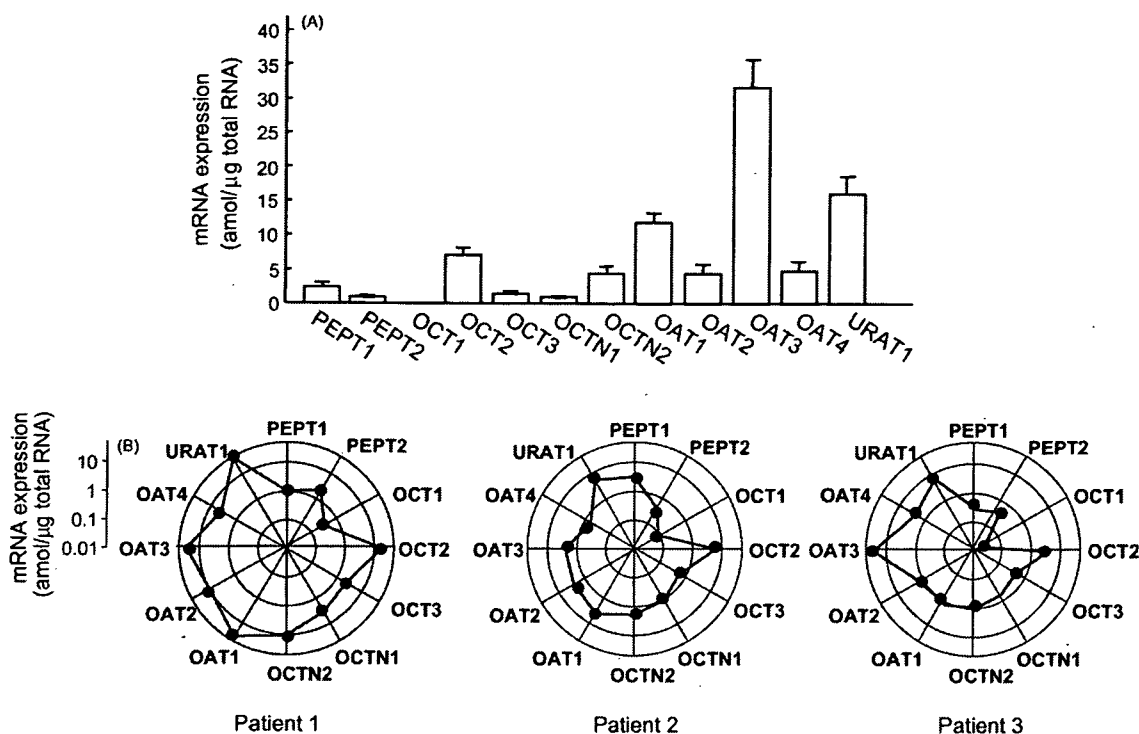 (A)
mRNA expression
(amol/μg total RNA)
40
35
30
25
20
15
10
5
0
PEPT1
PEPT2
OCT1
OCT2
OCT3
OCTN1
OCTN2
OAT1
OAT2
OAT3
OAT4
URAT1
(B)
mRNA expression
(amol/μg total RNA)
10
1
0.1
0.01
PEPT1
PEPT2
OCT1
OCT2
OCT3
OCTN1
OCTN2
OAT1
OAT2
OAT3
OAT4
URAT1
Patient 1
PEPT1
PEPT2
OCT1
OCT2
OCT3
OCTN1
OCTN2
OAT1
OAT2
OAT3
OAT4
URAT1
Patient 2
PEPT1
PEPT2
OCT1
OCT2
OCT3
OCTN1
OCTN2
OAT1
OAT2
OAT3
OAT4
URAT1
Patient 3